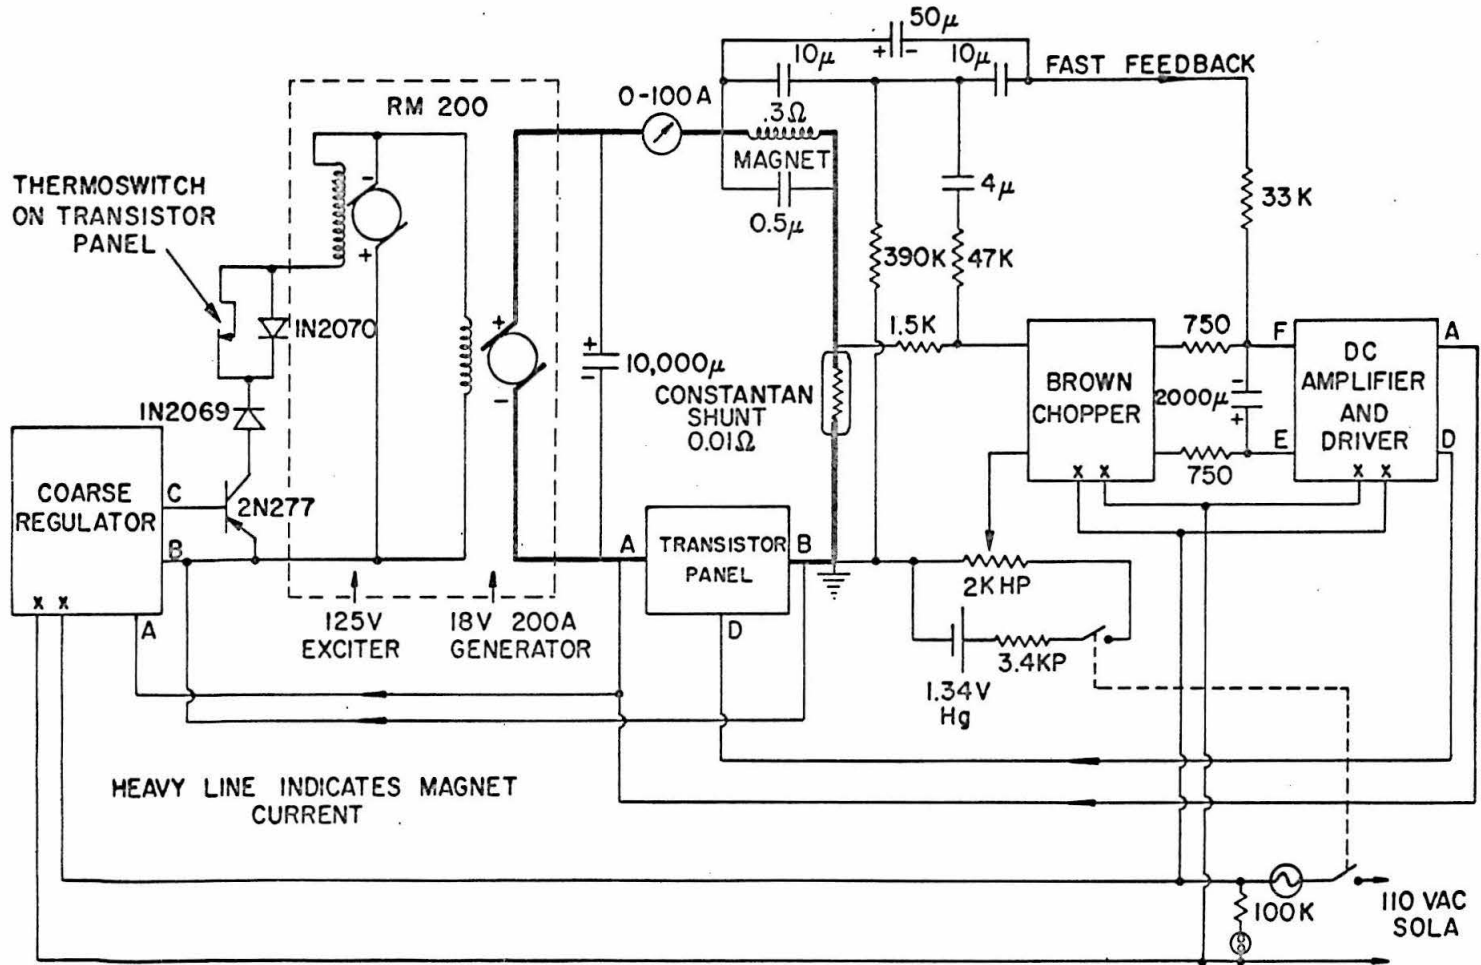 50μ
+ -
10μ
10μ
FAST FEEDBACK
RM 200
0-100A
.3Ω
MAGNET
THERMOSWITCH
ON TRANSISTOR
PANEL
-
+
4μ
0.5μ
33K
390K
47K
IN2070
+
-
+
-
10,000μ
1.5K
CONSTANTAN
SHUNT
0.01Ω
BROWN
CHOPPER
X X
750
F
DC
AMPLIFIER
AND
DRIVER
A
-
2000μ
+
E
D
750
X X
IN2069
COARSE
REGULATOR
C
2N277
B
X X
A
A
TRANSISTOR
PANEL
B
D
2K HP
3.4KP
1.34V
Hg
125V
EXCITER
18V 200A
GENERATOR
HEAVY LINE INDICATES MAGNET
CURRENT
100K
110 VAC
SOLA